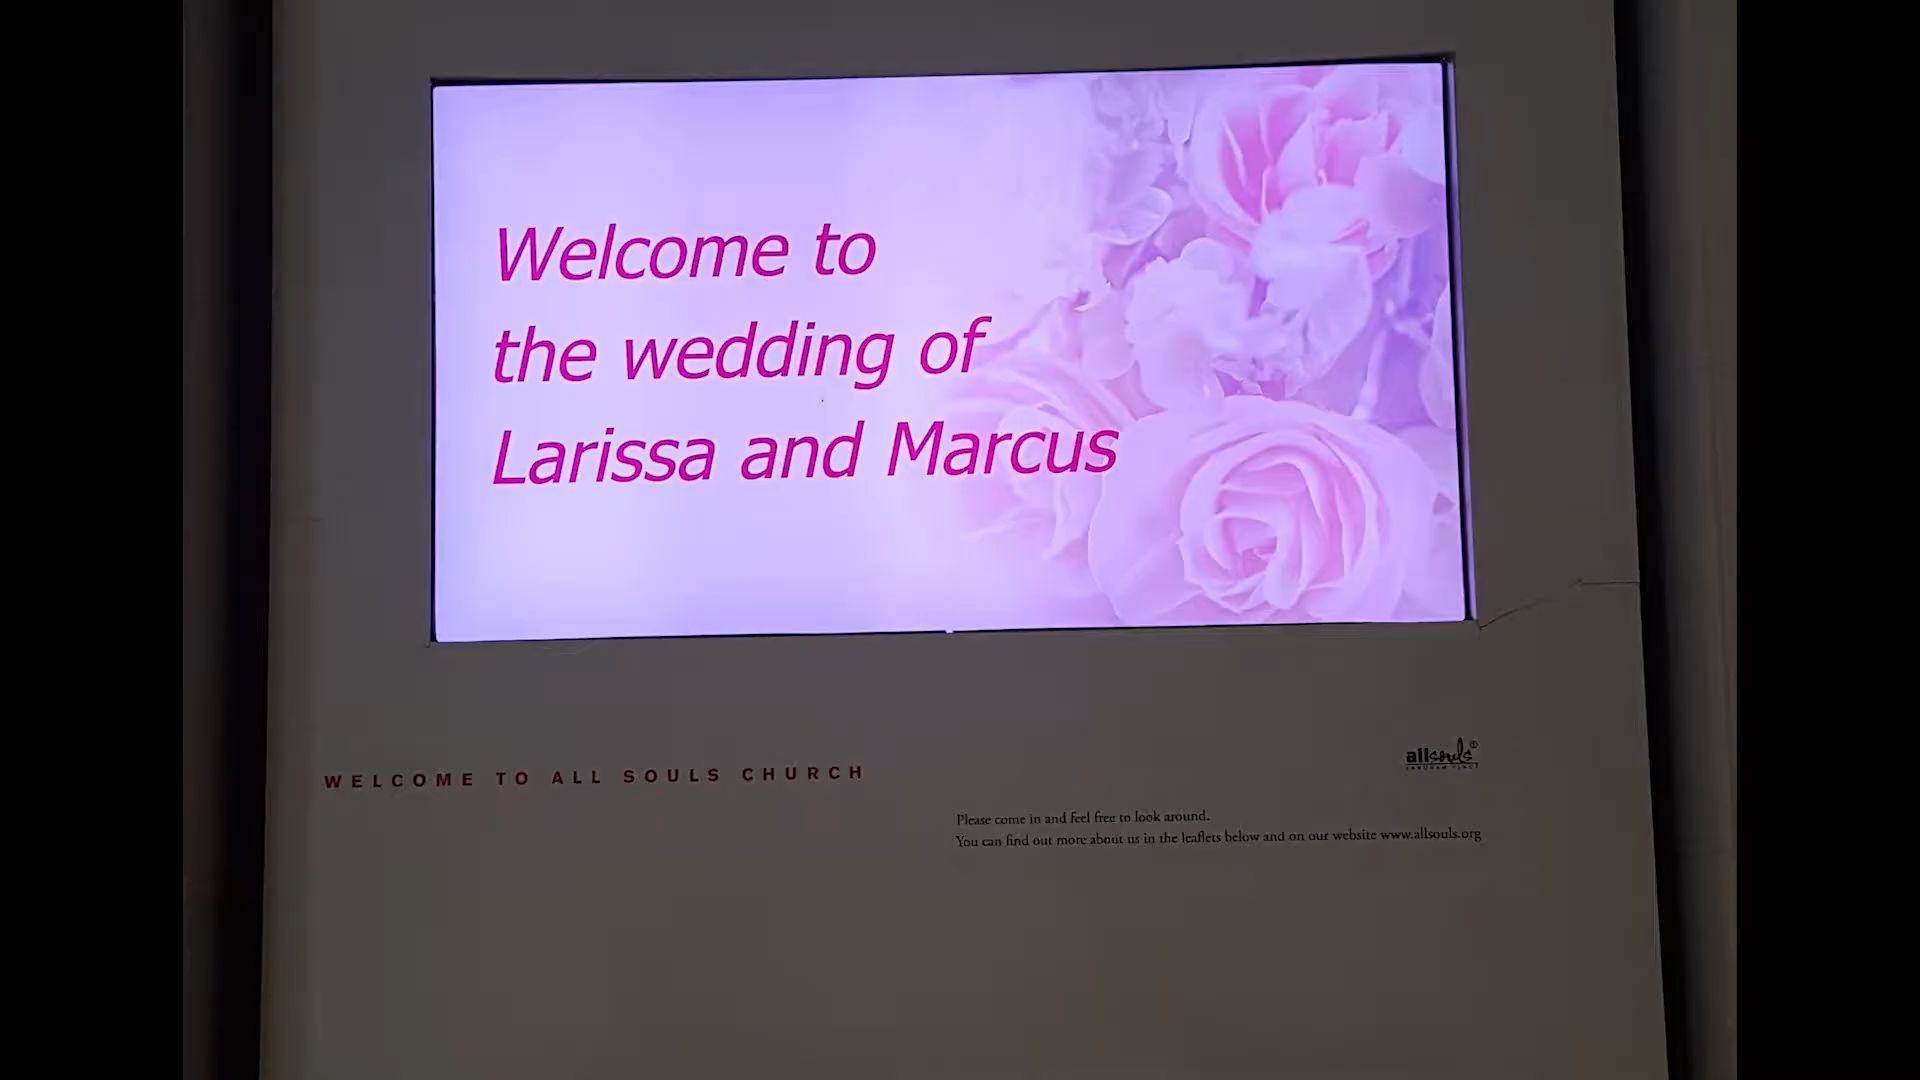 Welcome to
the wedding of
Larissa and Marcus
WELCOME TO ALL SOULS CHURCH
allsouls
LANGHAM PLACE
Please come in and feel free to look around.
You can find out more about us in the leaflets below and on our website www.allsouls.org